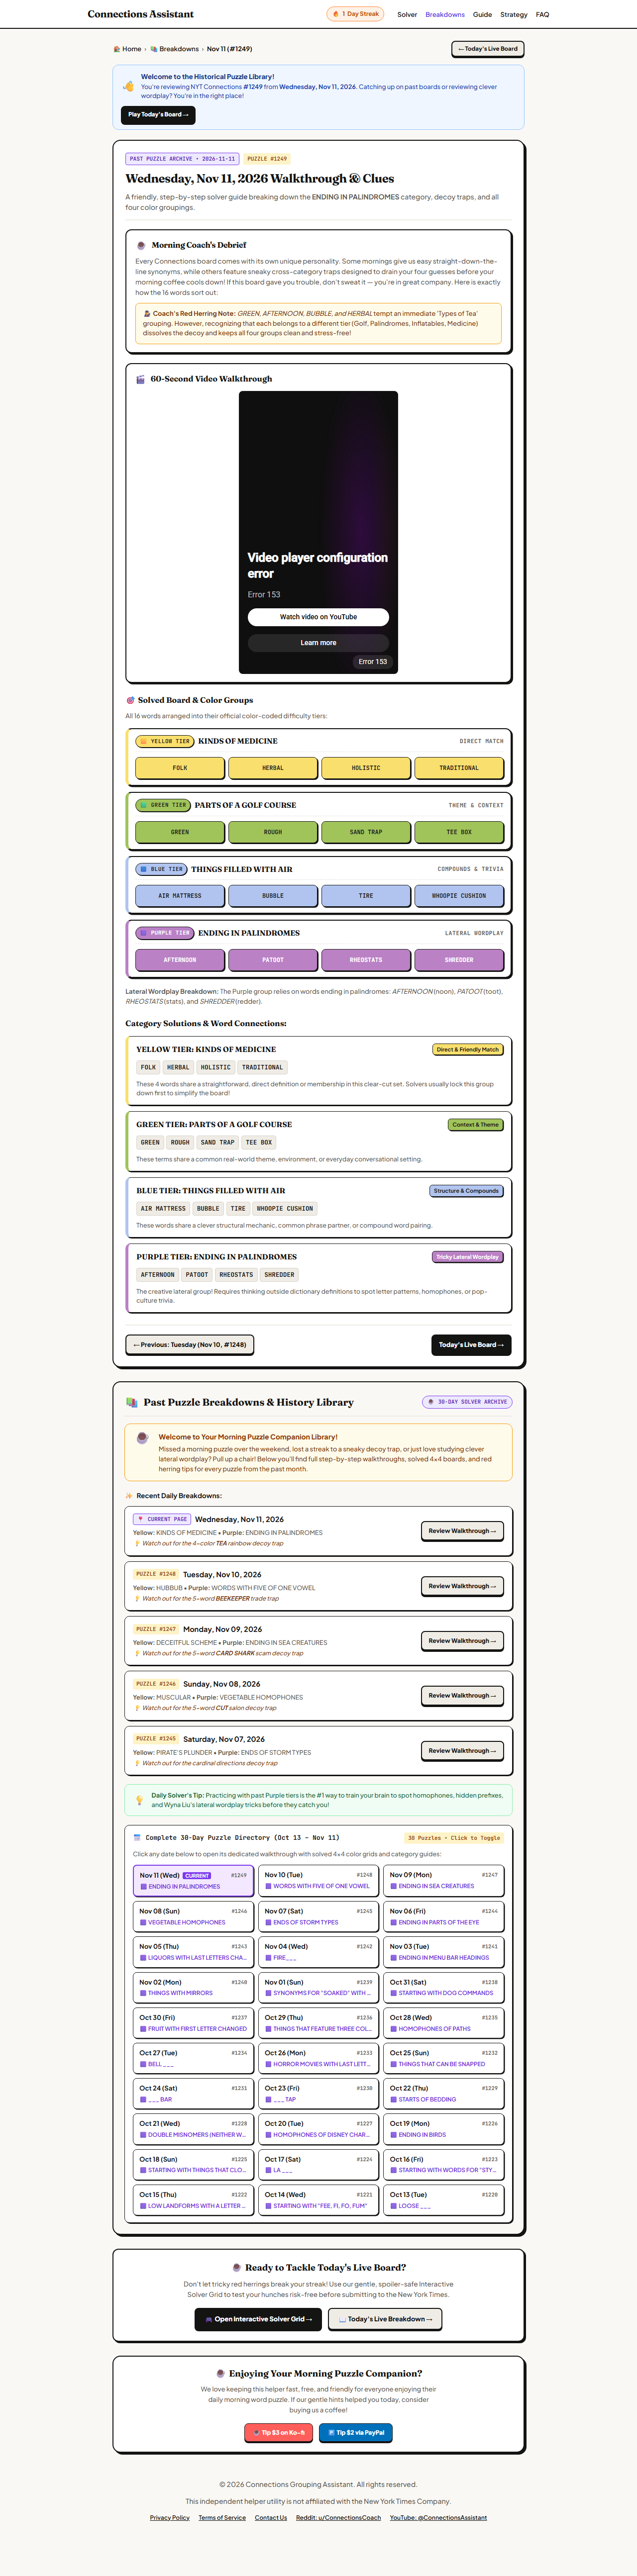 Connections Assistant
1 Day Streak
Solver
Breakdowns
Guide
Strategy
FAQ
Home › Breakdowns › Nov 11 (#1249)
← Today's Live Board
Welcome to the Historical Puzzle Library!
You're reviewing NYT Connections #1249 from Wednesday, Nov 11, 2026. Catching up on past boards or reviewing clever
wordplay? You're in the right place!
Play Today's Board →
PAST PUZZLE ARCHIVE • 2026-11-11
PUZZLE #1249
Wednesday, Nov 11, 2026 Walkthrough & Clues
A friendly, step-by-step solver guide breaking down the ENDING IN PALINDROMES category, decoy traps, and all
four color groupings.
Morning Coach's Debrief
Every Connections board comes with its own unique personality. Some mornings give us easy straight-down-the-
line synonyms, while others feature sneaky cross-category traps designed to drain your four guesses before your
morning coffee cools down! If this board gave you trouble, don't sweat it — you're in great company. Here is exactly
how the 16 words sort out:
Coach's Red Herring Note: GREEN, AFTERNOON, BUBBLE, and HERBAL tempt an immediate 'Types of Tea'
grouping. However, recognizing that each belongs to a different tier (Golf, Palindromes, Inflatables, Medicine)
dissolves the decoy and keeps all four groups clean and stress-free!
60-Second Video Walkthrough
Video player configuration
error
Error 153
Watch video on YouTube
Learn more
Error 153
Solved Board & Color Groups
All 16 words arranged into their official color-coded difficulty tiers:
YELLOW TIER
KINDS OF MEDICINE
DIRECT MATCH
FOLK
HERBAL
HOLISTIC
TRADITIONAL
GREEN TIER
PARTS OF A GOLF COURSE
THEME & CONTEXT
GREEN
ROUGH
SAND TRAP
TEE BOX
BLUE TIER
THINGS FILLED WITH AIR
COMPOUNDS & TRIVIA
AIR MATTRESS
BUBBLE
TIRE
WHOOPIE CUSHION
PURPLE TIER
ENDING IN PALINDROMES
LATERAL WORDPLAY
AFTERNOON
PATOOT
RHEOSTATS
SHREDDER
Lateral Wordplay Breakdown: The Purple group relies on words ending in palindromes: AFTERNOON (noon), PATOOT (toot),
RHEOSTATS (stats), and SHREDDER (redder).
Category Solutions & Word Connections:
YELLOW TIER: KINDS OF MEDICINE
Direct & Friendly Match
FOLK
HERBAL
HOLISTIC
TRADITIONAL
These 4 words share a straightforward, direct definition or membership in this clear-cut set. Solvers usually lock this group
down first to simplify the board!
GREEN TIER: PARTS OF A GOLF COURSE
Context & Theme
GREEN
ROUGH
SAND TRAP
TEE BOX
These terms share a common real-world theme, environment, or everyday conversational setting.
BLUE TIER: THINGS FILLED WITH AIR
Structure & Compounds
AIR MATTRESS
BUBBLE
TIRE
WHOOPIE CUSHION
These words share a clever structural mechanic, common phrase partner, or compound word pairing.
PURPLE TIER: ENDING IN PALINDROMES
Tricky Lateral Wordplay
AFTERNOON
PATOOT
RHEOSTATS
SHREDDER
The creative lateral group! Requires thinking outside dictionary definitions to spot letter patterns, homophones, or pop-
culture trivia.
← Previous: Tuesday (Nov 10, #1248)
Today's Live Board →
Past Puzzle Breakdowns & History Library
30-DAY SOLVER ARCHIVE
Welcome to Your Morning Puzzle Companion Library!
Missed a morning puzzle over the weekend, lost a streak to a sneaky decoy trap, or just love studying clever
lateral wordplay? Pull up a chair! Below you'll find full step-by-step walkthroughs, solved 4×4 boards, and red
herring tips for every puzzle from the past month.
Recent Daily Breakdowns:
CURRENT PAGE
Wednesday, Nov 11, 2026
Yellow: KINDS OF MEDICINE • Purple: ENDING IN PALINDROMES
Watch out for the 4-color TEA rainbow decoy trap
Review Walkthrough →
PUZZLE #1248
Tuesday, Nov 10, 2026
Yellow: HUBBUB • Purple: WORDS WITH FIVE OF ONE VOWEL
Watch out for the 5-word BEEKEEPER trade trap
Review Walkthrough →
PUZZLE #1247
Monday, Nov 09, 2026
Yellow: DECEITFUL SCHEME • Purple: ENDING IN SEA CREATURES
Watch out for the 5-word CARD SHARK scam decoy trap
Review Walkthrough →
PUZZLE #1246
Sunday, Nov 08, 2026
Yellow: MUSCULAR • Purple: VEGETABLE HOMOPHONES
Watch out for the 5-word CUT salon decoy trap
Review Walkthrough →
PUZZLE #1245
Saturday, Nov 07, 2026
Yellow: PIRATE'S PLUNDER • Purple: ENDS OF STORM TYPES
Watch out for the cardinal directions decoy trap
Review Walkthrough →
Daily Solver's Tip: Practicing with past Purple tiers is the #1 way to train your brain to spot homophones, hidden prefixes,
and Wyna Liu's lateral wordplay tricks before they catch you!
Complete 30-Day Puzzle Directory (Oct 13 – Nov 11)
30 Puzzles • Click to Toggle
Click any date below to open its dedicated walkthrough with solved 4×4 color grids and category guides:
Nov 11 (Wed) CURRENT #1249
ENDING IN PALINDROMES
Nov 10 (Tue) #1248
WORDS WITH FIVE OF ONE VOWEL
Nov 09 (Mon) #1247
ENDING IN SEA CREATURES
Nov 08 (Sun) #1246
VEGETABLE HOMOPHONES
Nov 07 (Sat) #1245
ENDS OF STORM TYPES
Nov 06 (Fri) #1244
ENDING IN PARTS OF THE EYE
Nov 05 (Thu) #1243
LIQUORS WITH LAST LETTERS CHA...
Nov 04 (Wed) #1242
FIRE___
Nov 03 (Tue) #1241
ENDING IN MENU BAR HEADINGS
Nov 02 (Mon) #1240
THINGS WITH MIRRORS
Nov 01 (Sun) #1239
SYNONYMS FOR "SOAKED" WITH ...
Oct 31 (Sat) #1238
STARTING WITH DOG COMMANDS
Oct 30 (Fri) #1237
FRUIT WITH FIRST LETTER CHANGED
Oct 29 (Thu) #1236
THINGS THAT FEATURE THREE COL...
Oct 28 (Wed) #1235
HOMOPHONES OF PATHS
Oct 27 (Tue) #1234
BELL ___
Oct 26 (Mon) #1233
HORROR MOVIES WITH LAST LETT...
Oct 25 (Sun) #1232
THINGS THAT CAN BE SNAPPED
Oct 24 (Sat) #1231
___ BAR
Oct 23 (Fri) #1230
___ TAP
Oct 22 (Thu) #1229
STARTS OF BEDDING
Oct 21 (Wed) #1228
DOUBLE MISNOMERS (NEITHER W...
Oct 20 (Tue) #1227
HOMOPHONES OF DISNEY CHAR...
Oct 19 (Mon) #1226
ENDING IN BIRDS
Oct 18 (Sun) #1225
STARTING WITH THINGS THAT CLO...
Oct 17 (Sat) #1224
LA ___
Oct 16 (Fri) #1223
STARTING WITH WORDS FOR "STY...
Oct 15 (Thu) #1222
LOW LANDFORMS WITH A LETTER ...
Oct 14 (Wed) #1221
STARTING WITH "FEE, FI, FO, FUM"
Oct 13 (Tue) #1220
LOOSE ___
Ready to Tackle Today's Live Board?
Don't let tricky red herrings break your streak! Use our gentle, spoiler-safe Interactive
Solver Grid to test your hunches risk-free before submitting to the New York Times.
Open Interactive Solver Grid →
Today's Live Breakdown →
Enjoying Your Morning Puzzle Companion?
We love keeping this helper fast, free, and friendly for everyone enjoying their
daily morning word puzzle. If our gentle hints helped you today, consider
buying us a coffee!
Tip $3 on Ko-fi
Tip $2 via PayPal
© 2026 Connections Grouping Assistant. All rights reserved.
This independent helper utility is not affiliated with the New York Times Company.
Privacy Policy
Terms of Service
Contact Us
Reddit: u/ConnectionsCoach
YouTube: @ConnectionsAssistant